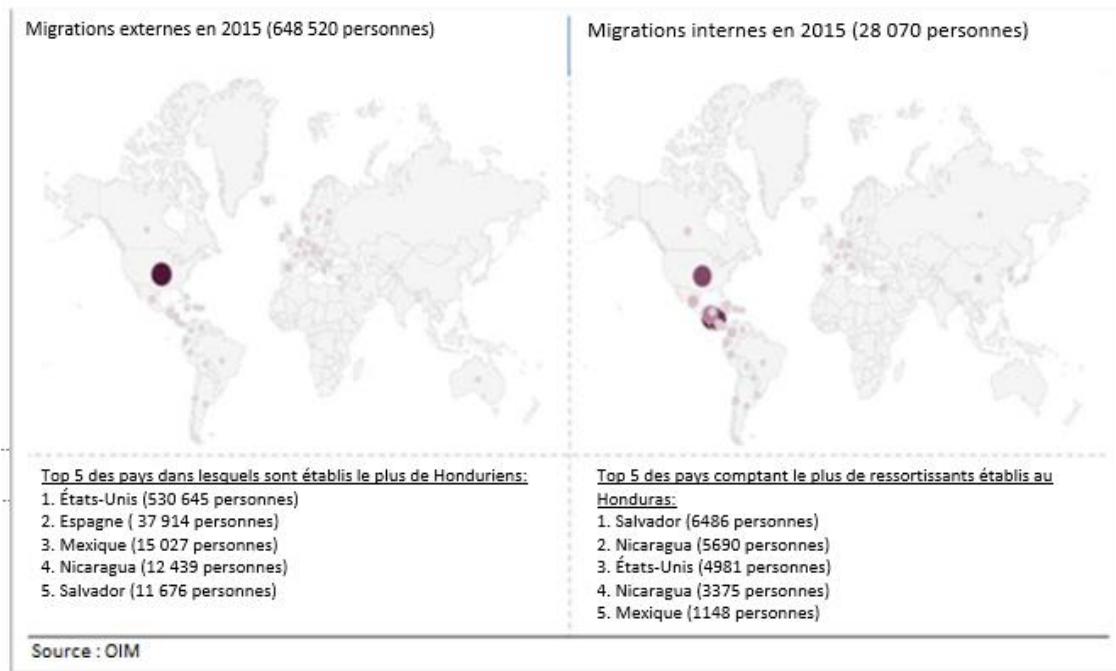 Migrations externes en 2015 (648 520 personnes)
Migrations internes en 2015 (28 070 personnes)
Top 5 des pays dans lesquels sont établis le plus de Honduriens:
1. États-Unis (530 645 personnes)
2. Espagne ( 37 914 personnes)
3. Mexique (15 027 personnes)
4. Nicaragua (12 439 personnes)
5. Salvador (11 676 personnes)
Top 5 des pays comptant le plus de ressortissants établis au
Honduras:
1. Salvador (6486 personnes)
2. Nicaragua (5690 personnes)
3. États-Unis (4981 personnes)
4. Nicaragua (3375 personnes)
5. Mexique (1148 personnes)
Source : OIM